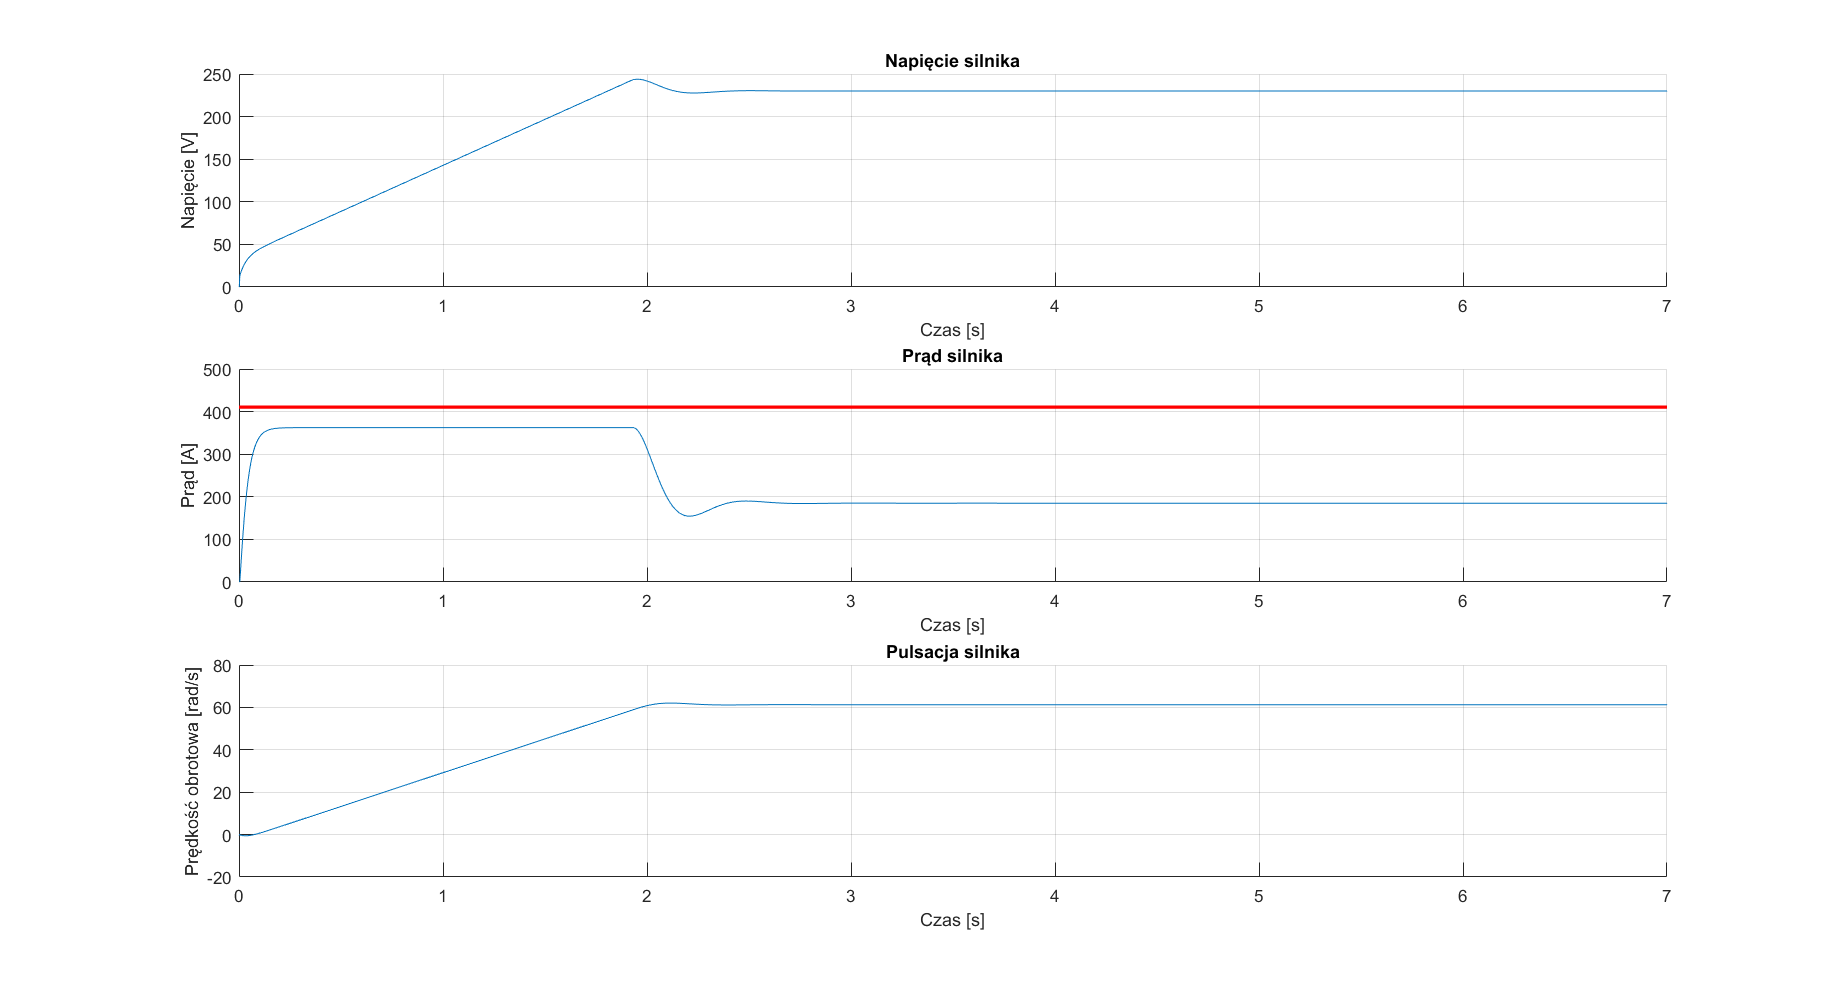 Napięcie silnika
Napięcie [V]
250
200
150
100
50
0
0 1 2 3 4 5 6 7
Czas [s]
Prąd silnika
Prąd [A]
500
400
300
200
100
0
0 1 2 3 4 5 6 7
Czas [s]
Pulsacja silnika
Prędkość obrotowa [rad/s]
80
60
40
20
0
-20
0 1 2 3 4 5 6 7
Czas [s]